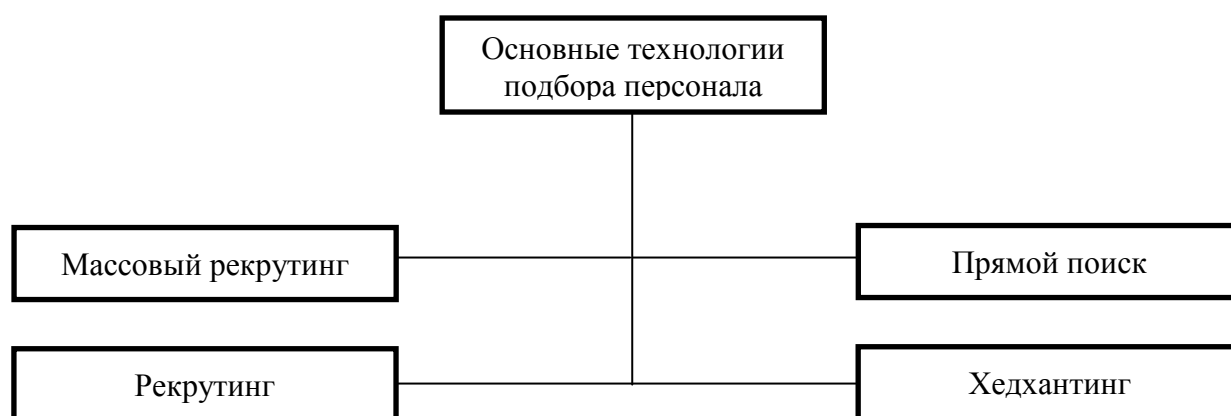 Основные технологии
подбора персонала
Массовый рекрутинг
Прямой поиск
Рекрутинг
Хедхантинг